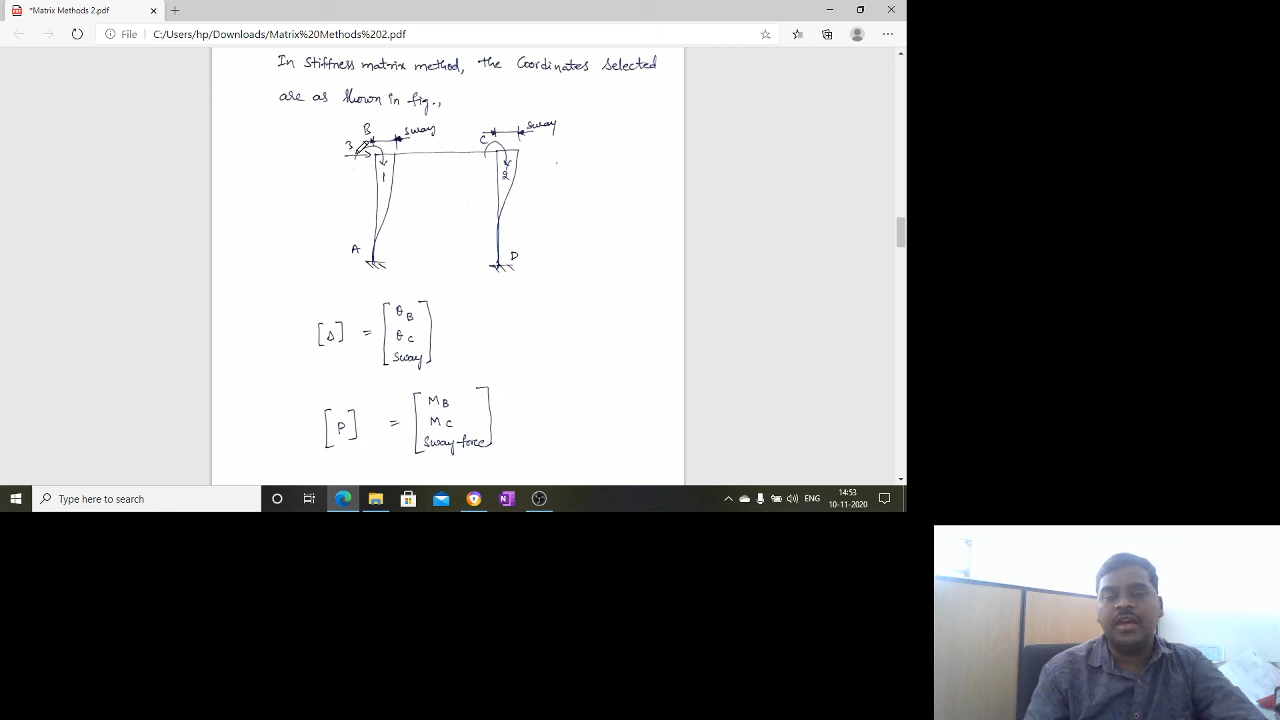 *Matrix Methods 2.pdf
File
C:/Users/hp/Downloads/Matrix%20Methods%202.pdf
In stiffness matrix method, the Coordinates selected
are as shown in fig.,
B
Sway
C
Sway
3
1
2
A
D
[Δ] = [θB
θC
Sway]
[P] = [MB
MC
Sway-force]
Type here to search
ENG
14:53
10-11-2020